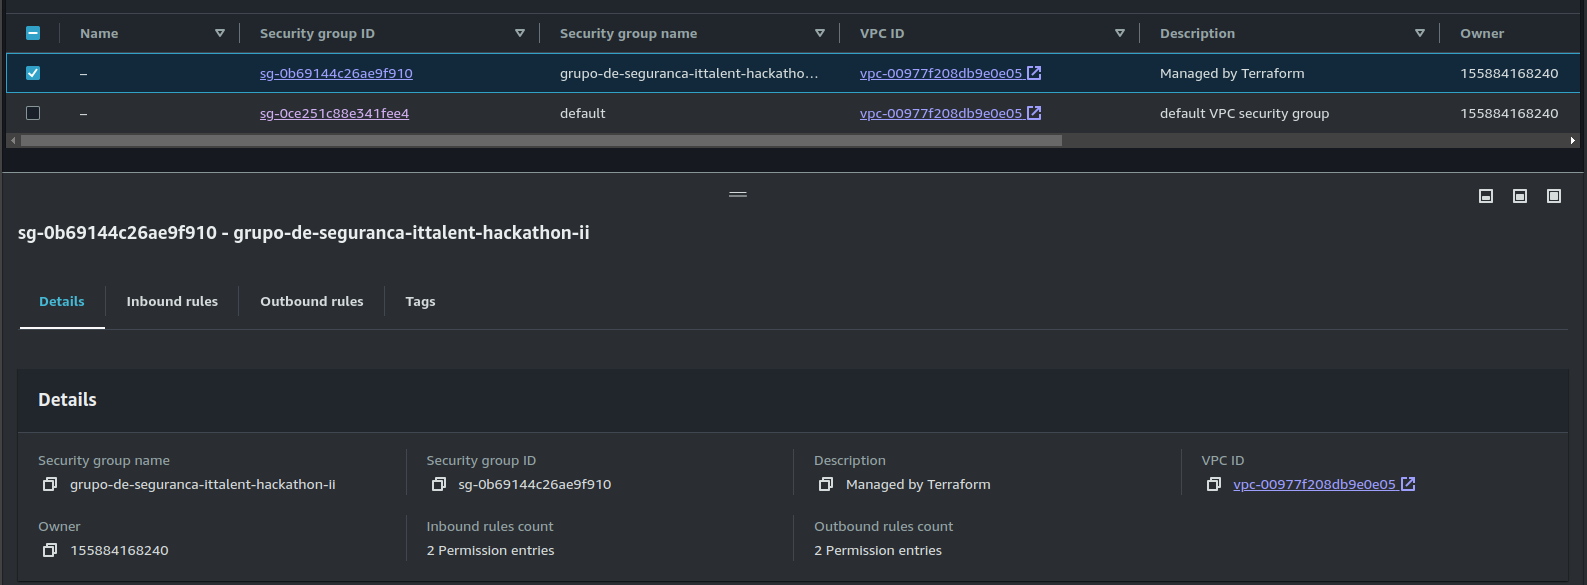 Name Security group ID Security group name VPC ID Description Owner
– sg-0b69144c26ae9f910 grupo-de-seguranca-ittalent-hackatho… vpc-00977f208db9e0e05 Managed by Terraform 155884168240
– sg-0ce251c88e341fee4 default vpc-00977f208db9e0e05 default VPC security group 155884168240
sg-0b69144c26ae9f910 - grupo-de-seguranca-ittalent-hackathon-ii
Details Inbound rules Outbound rules Tags
Details
Security group name Security group ID Description VPC ID
grupo-de-seguranca-ittalent-hackathon-ii sg-0b69144c26ae9f910 Managed by Terraform vpc-00977f208db9e0e05
Owner Inbound rules count Outbound rules count
155884168240 2 Permission entries 2 Permission entries